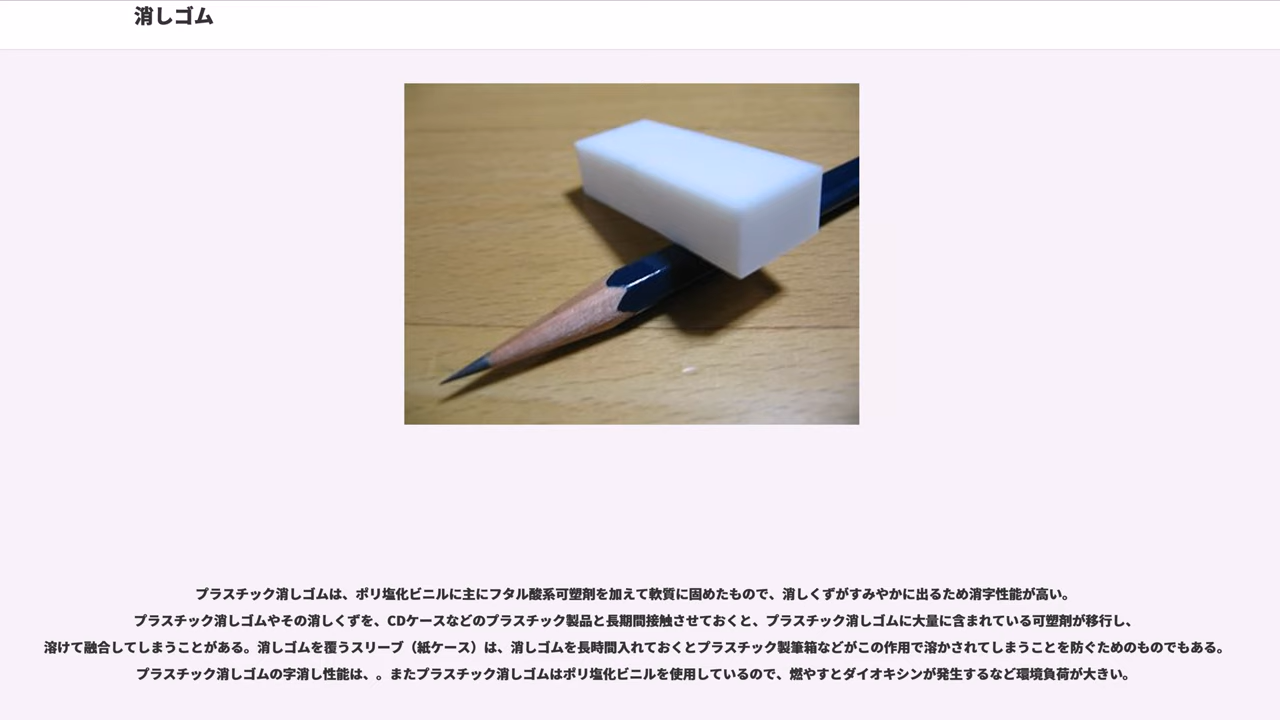 消しゴム
プラスチック消しゴムは、ポリ塩化ビニルに主にフタル酸系可塑剤を加えて軟質に固めたもので、消しくずがすみやかに出るため消字性能が高い。
プラスチック消しゴムやその消しくずを、CDケースなどのプラスチック製品と長期間接触させておくと、プラスチック消しゴムに大量に含まれている可塑剤が移行し、
溶けて融合してしまうことがある。消しゴムを覆うスリーブ（紙ケース）は、消しゴムを長時間入れておくとプラスチック製筆箱などがこの作用で溶かされてしまうことを防ぐためのものでもある。
プラスチック消しゴムの字消し性能は、。またプラスチック消しゴムはポリ塩化ビニルを使用しているので、燃やすとダイオキシンが発生するなど環境負荷が大きい。